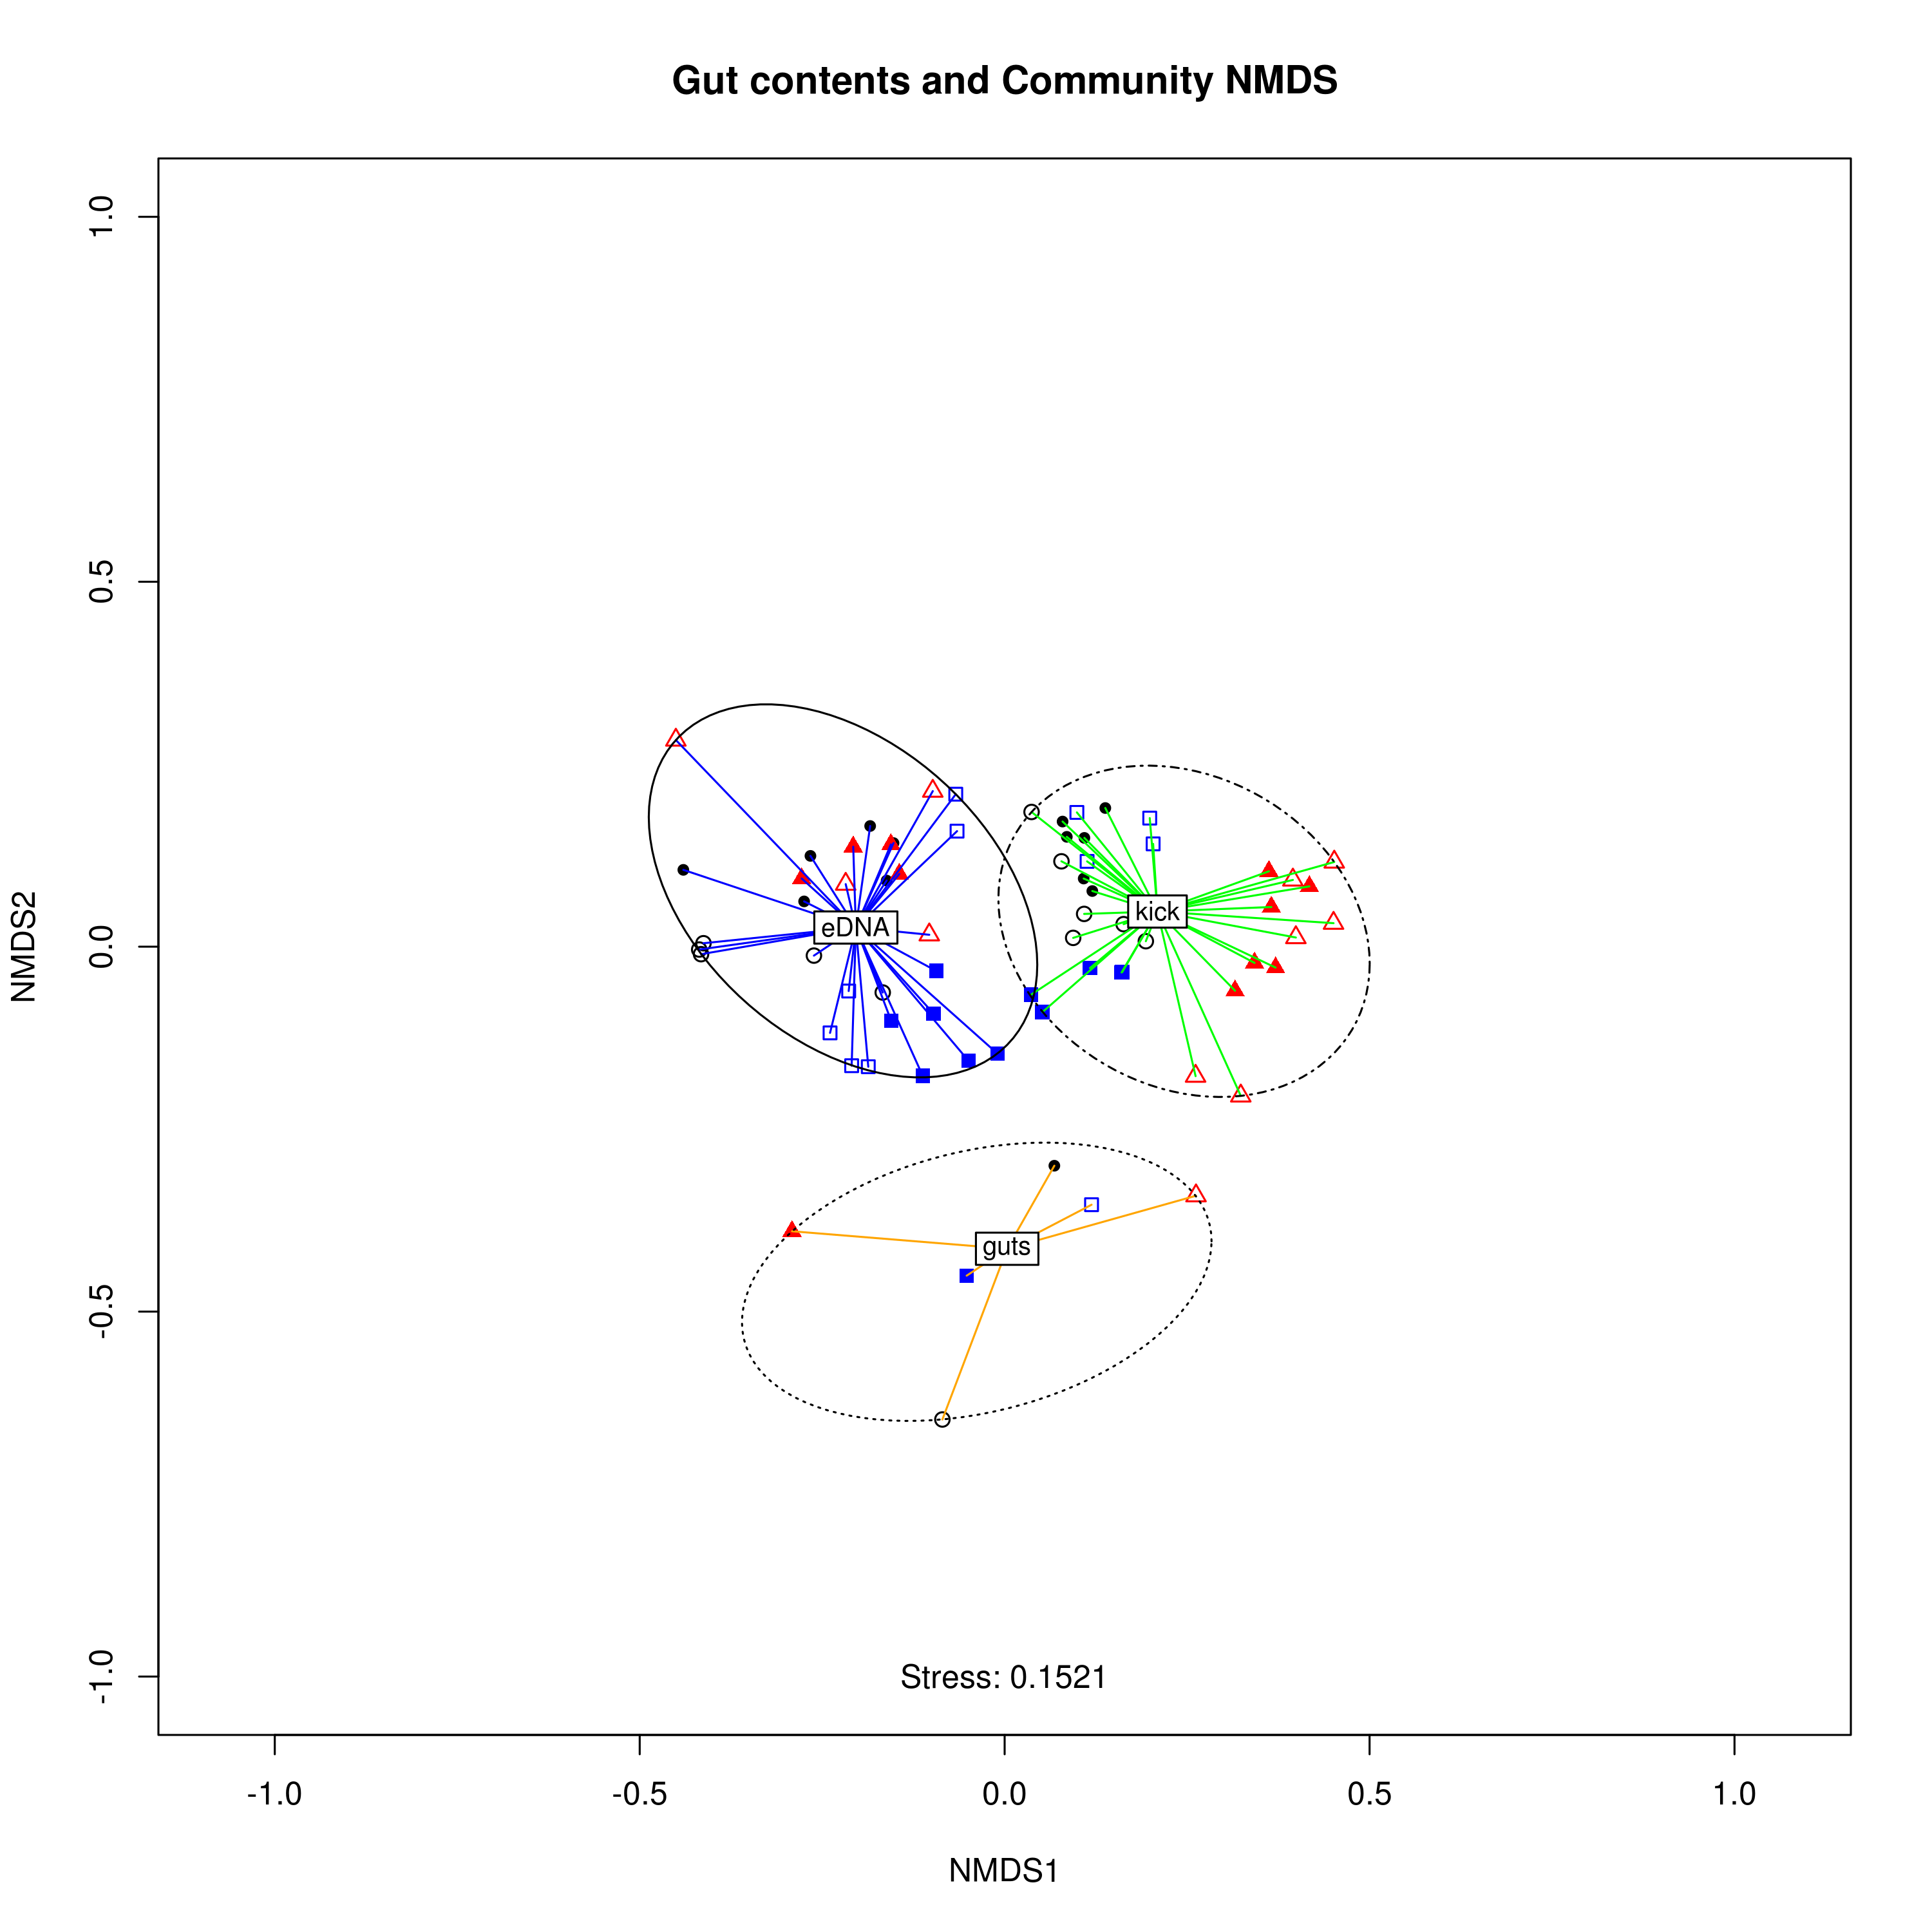 Gut contents and Community NMDS
1.0
0.5
0.0
-0.5
-1.0
NMDS2
eDNA
kick
guts
Stress: 0.1521
-1.0
-0.5
0.0
0.5
1.0
NMDS1